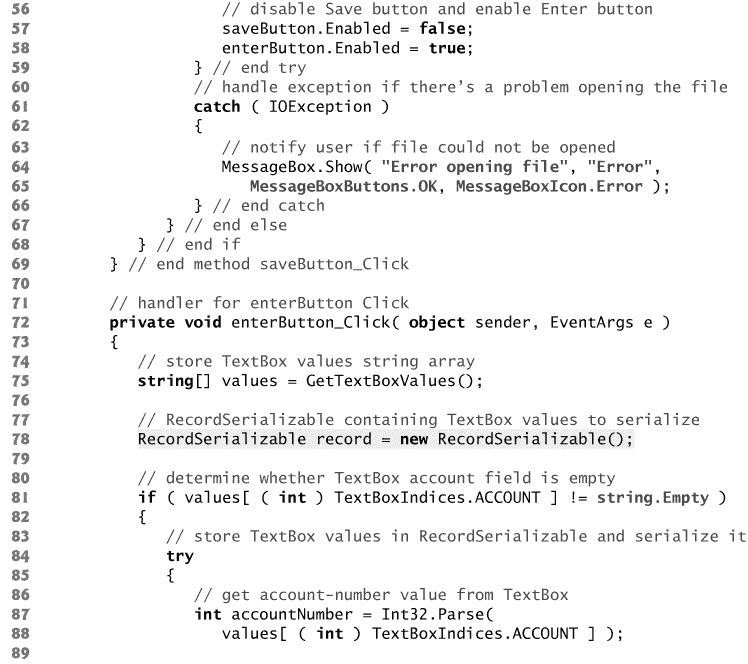 56 // disable Save button and enable Enter button
57 saveButton.Enabled = false;
58 enterButton.Enabled = true;
59 } // end try
60 // handle exception if there's a problem opening the file
61 catch ( IOException )
62 {
63 // notify user if file could not be opened
64 MessageBox.Show( "Error opening file", "Error",
65 MessageBoxButtons.OK, MessageBoxIcon.Error );
66 } // end catch
67 } // end else
68 } // end if
69 } // end method saveButton_Click
70
71 // handler for enterButton Click
72 private void enterButton_Click( object sender, EventArgs e )
73 {
74 // store TextBox values string array
75 string[] values = GetTextBoxValues();
76
77 // RecordSerializable containing TextBox values to serialize
78 RecordSerializable record = new RecordSerializable();
79
80 // determine whether TextBox account field is empty
81 if ( values[ ( int ) TextBoxIndices.ACCOUNT ] != string.Empty )
82 {
83 // store TextBox values in RecordSerializable and serialize it
84 try
85 {
86 // get account-number value from TextBox
87 int accountNumber = Int32.Parse(
88 values[ ( int ) TextBoxIndices.ACCOUNT ] );
89